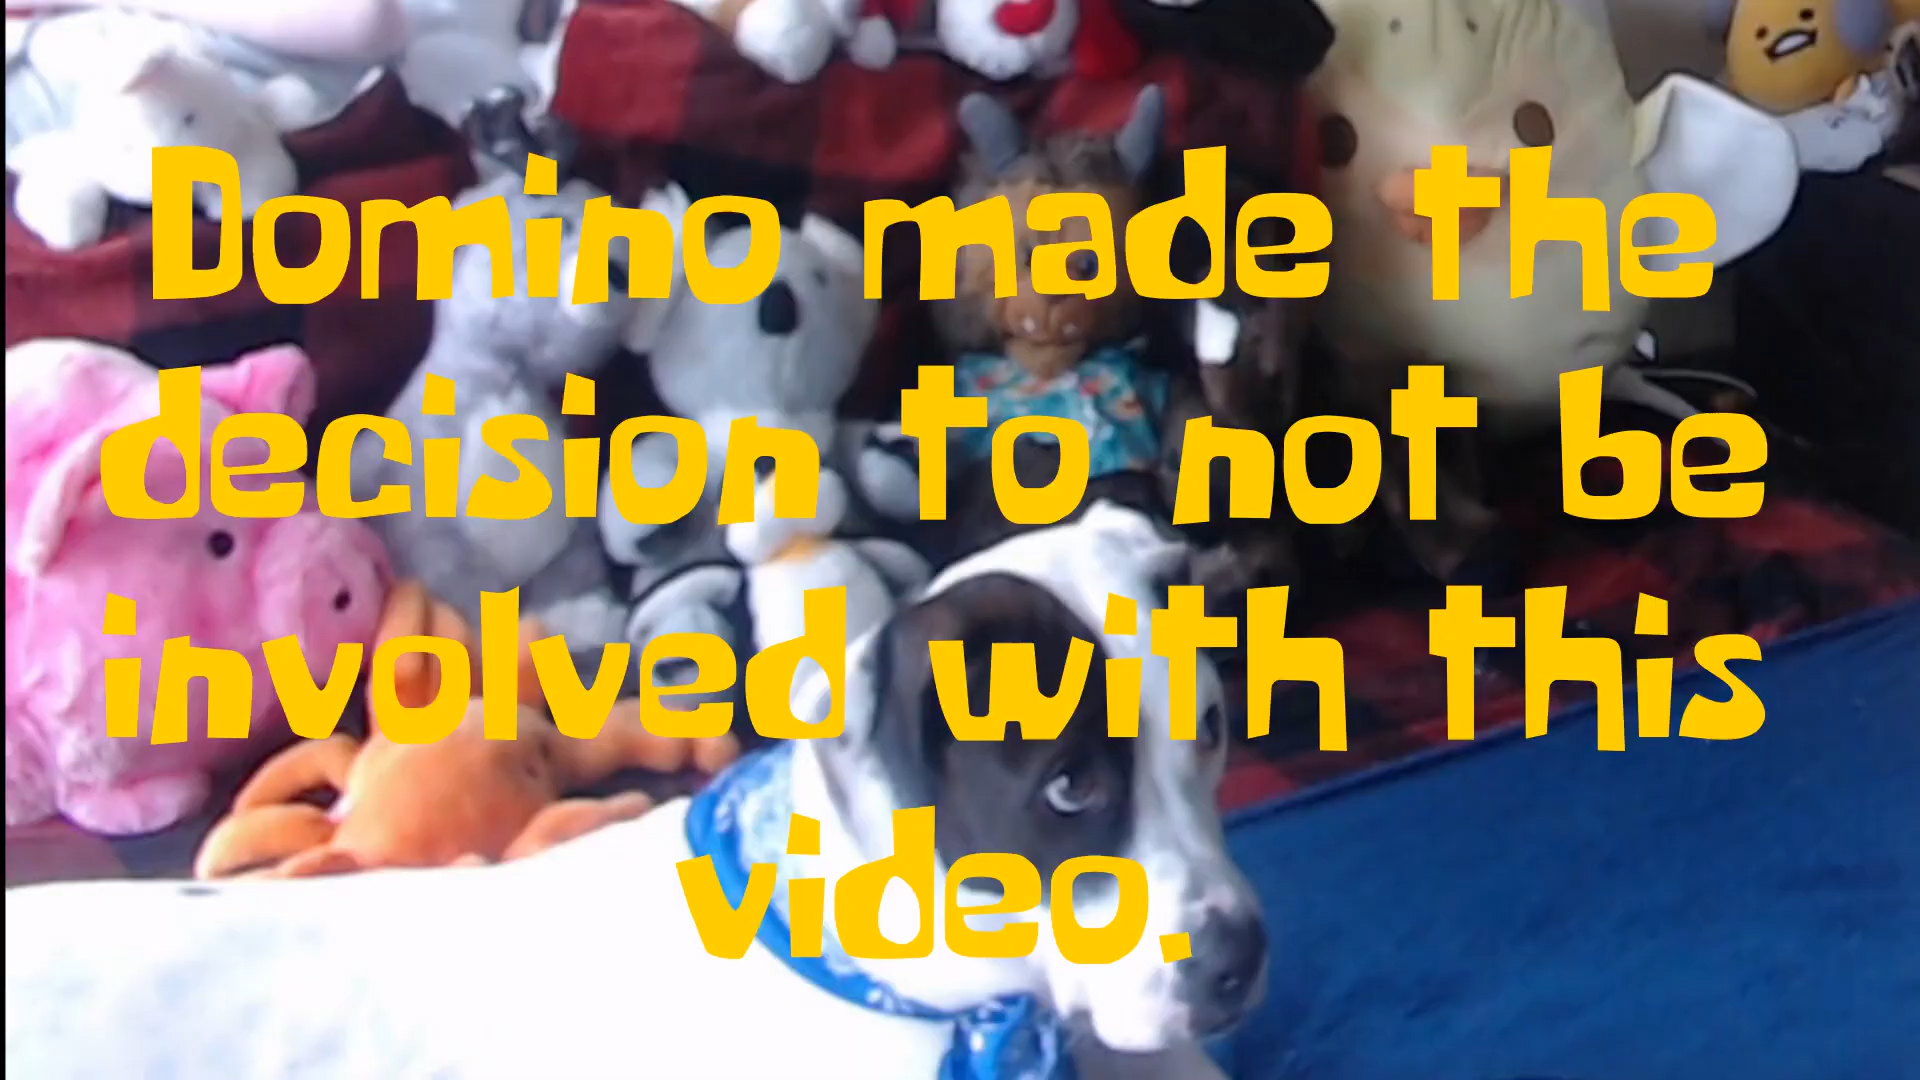 Domino made the
decision to not be
involved with this
video.